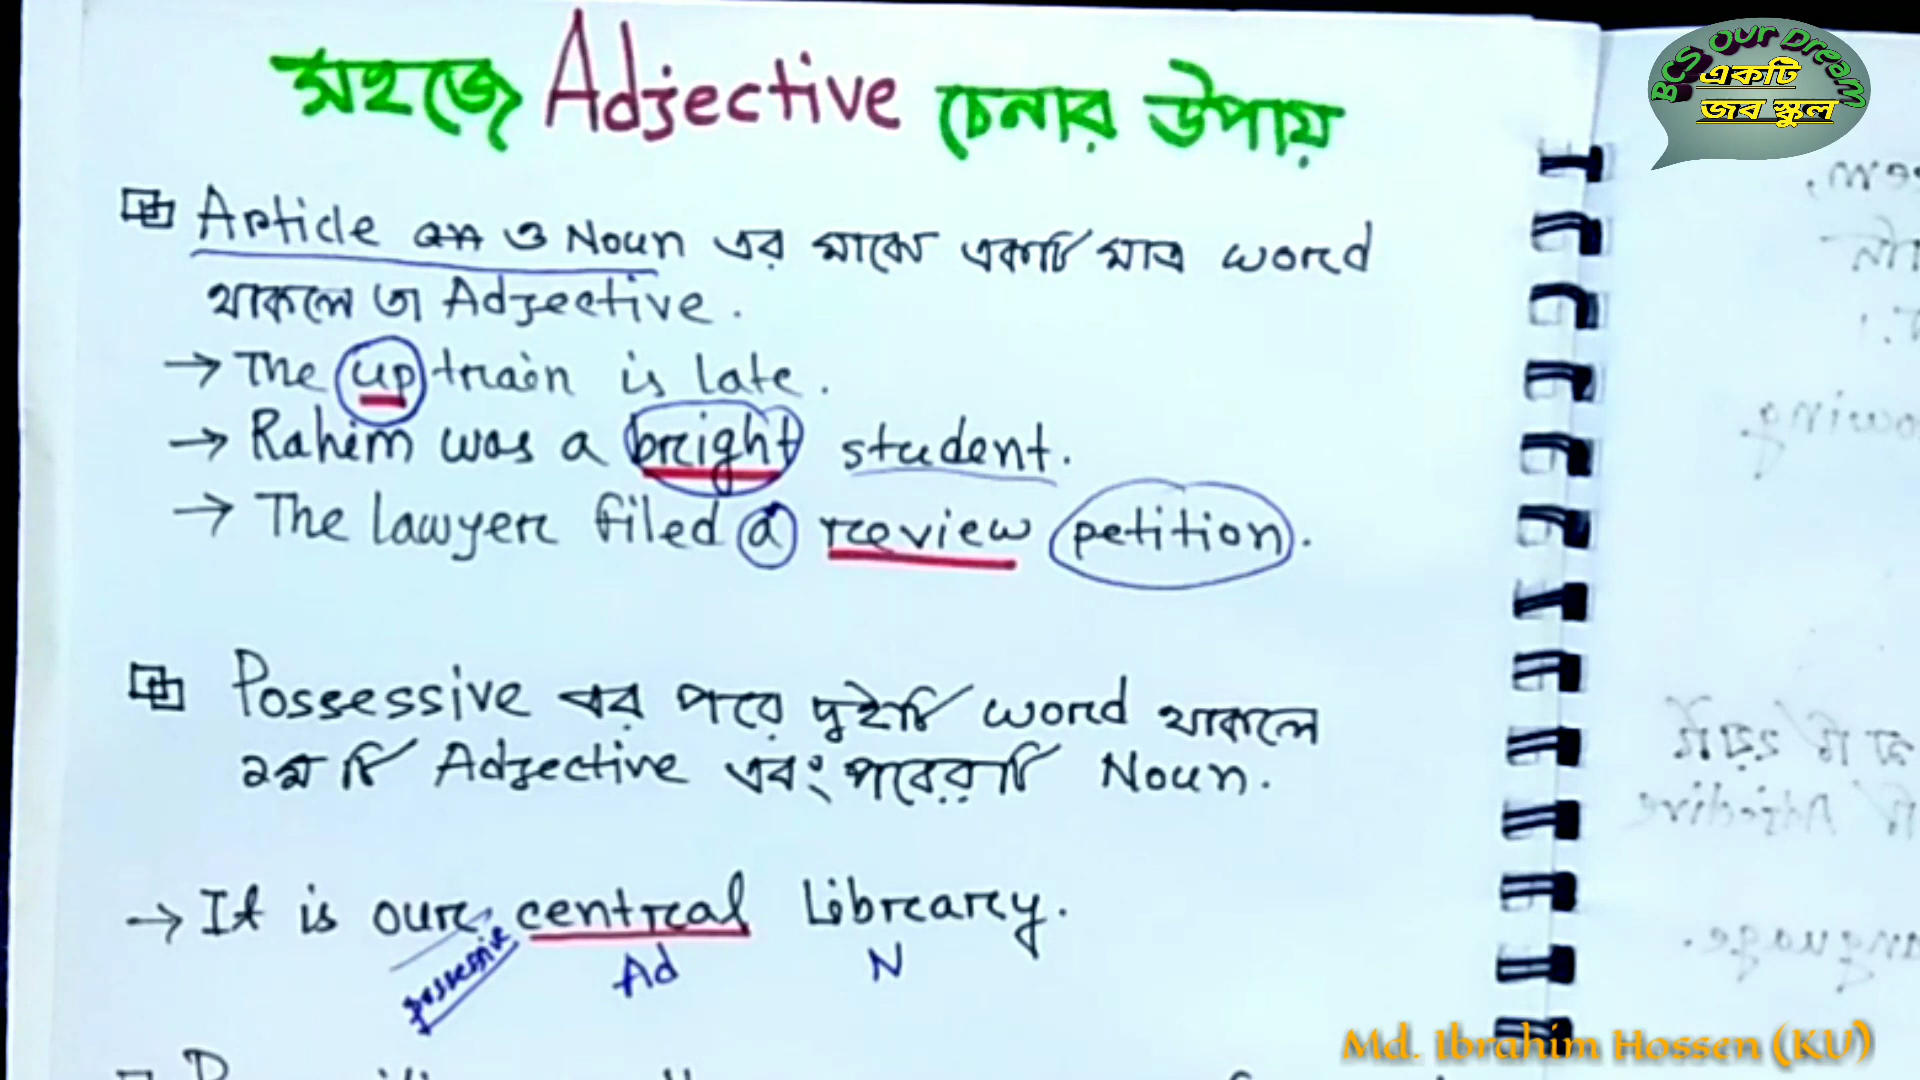 সহজে Adjective চেনার উপায়
BCS Our Dream
একটি
জব স্কুল
Article ও Noun এর মাঝে একটি মাত্র word
থাকলে তা Adjective.
→ The up train is late.
→ Rahim was a bright student.
→ The lawyer filed a review petition.
Possessive এর পরে দুইটি word থাকলে
১ম টি Adjective এবং পরেরটি Noun.
→ It is our central Library.
possessive Ad N
Md. Ibrahim Hossen (KU)